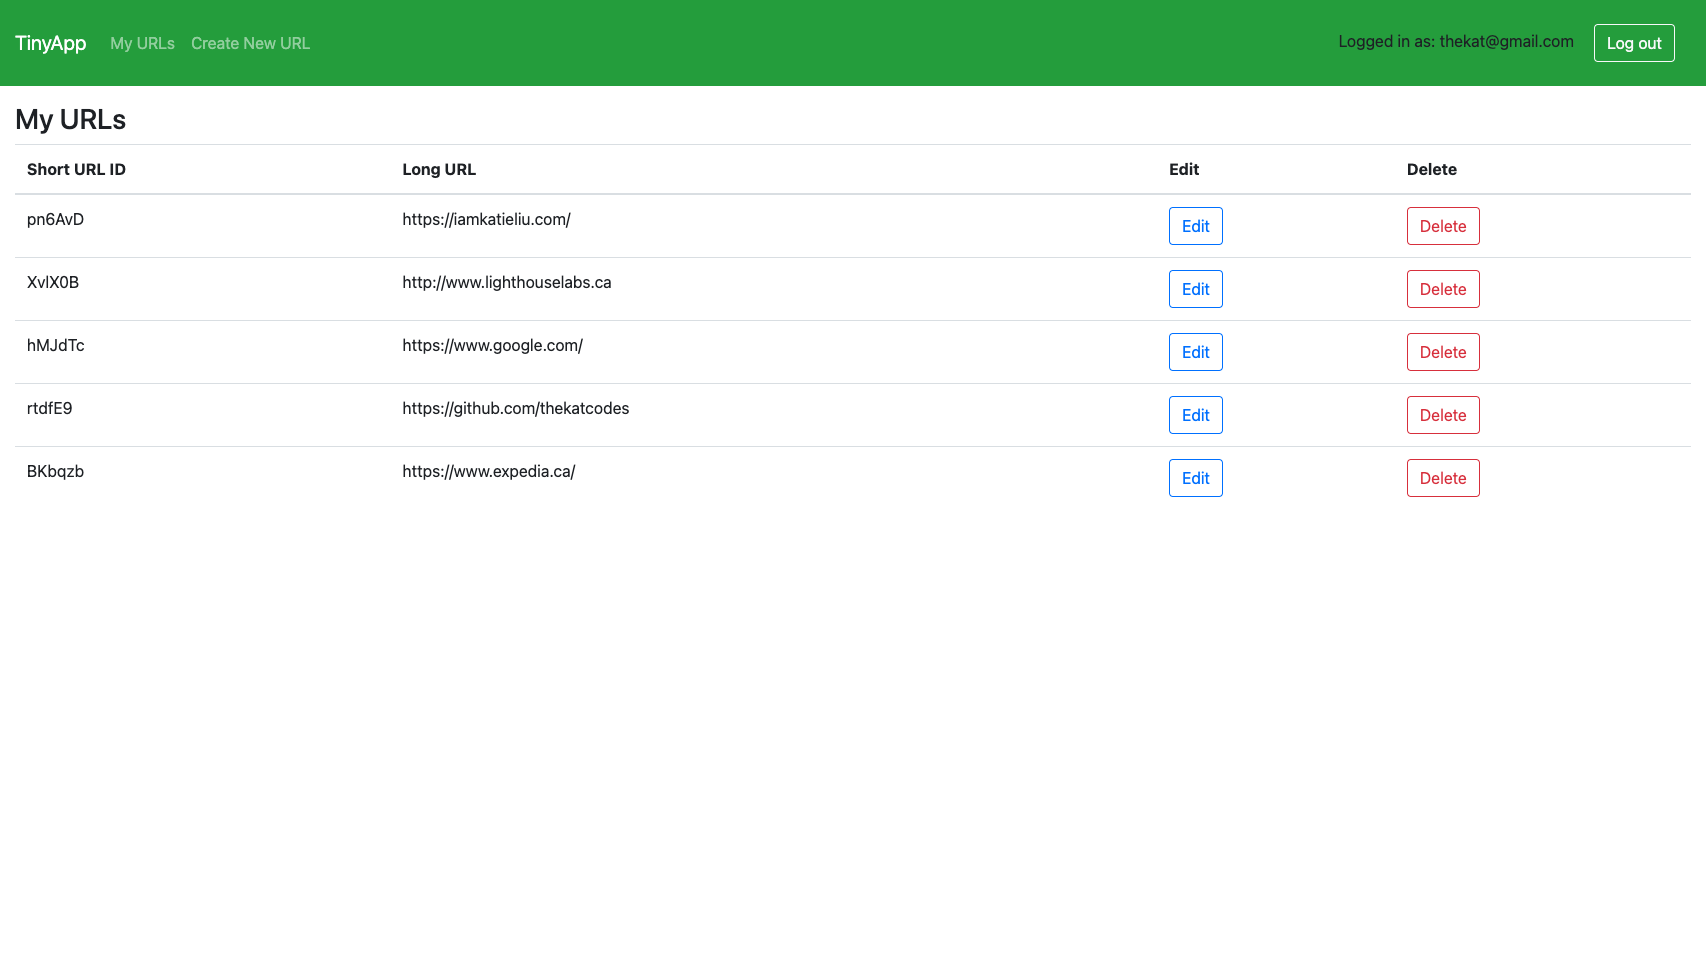 TinyApp My URLs Create New URL Logged in as: thekat@gmail.com Log out
My URLs
Short URL ID Long URL Edit Delete
pn6AvD https://iamkatieliu.com/ Edit Delete
XvlX0B http://www.lighthouselabs.ca Edit Delete
hMJdTc https://www.google.com/ Edit Delete
rtdfE9 https://github.com/thekatcodes Edit Delete
BKbqzb https://www.expedia.ca/ Edit Delete